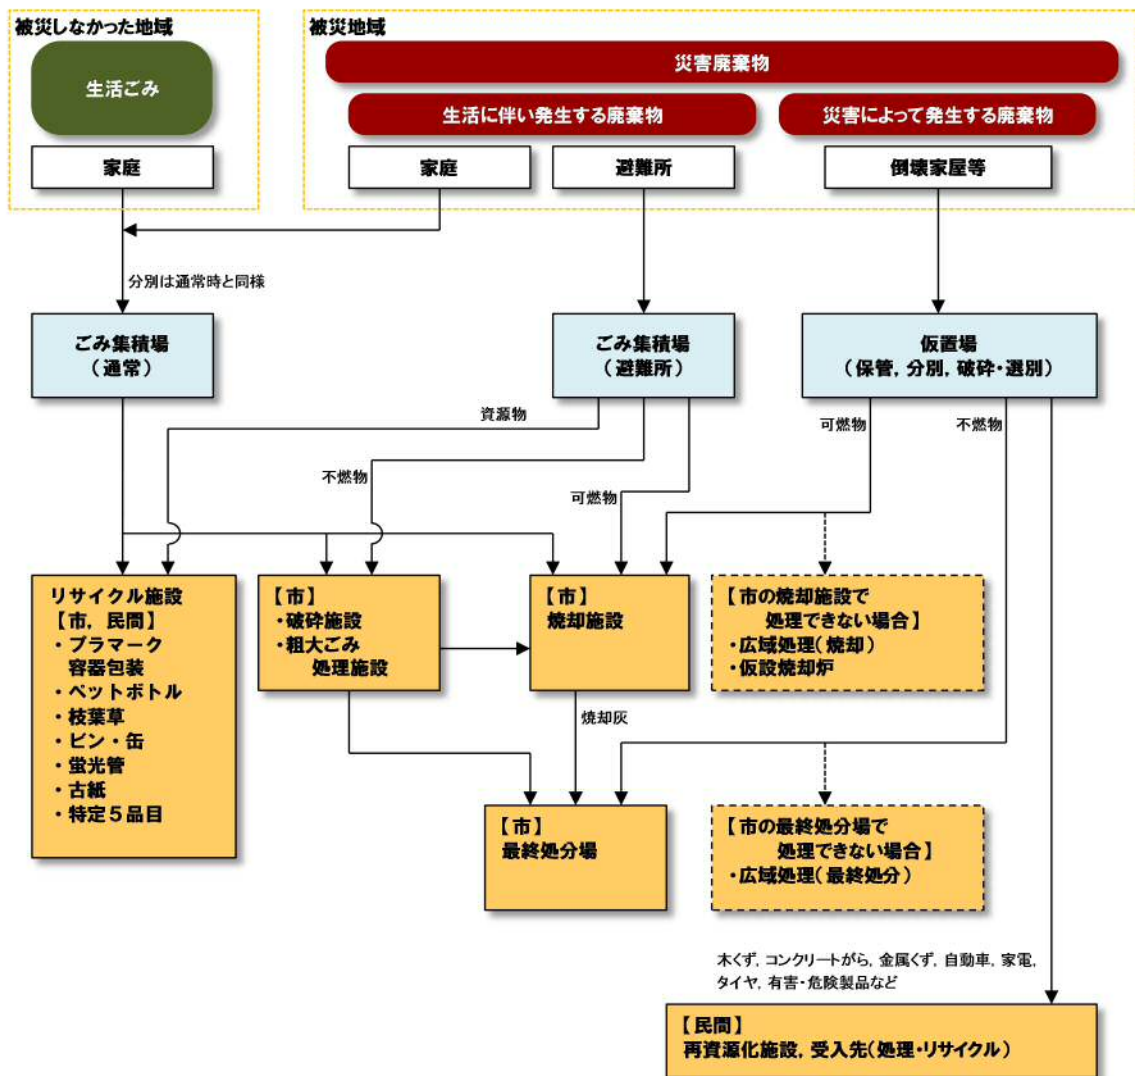 被災しなかった地域
生活ごみ
家庭
被災地域
災害廃棄物
生活に伴い発生する廃棄物
災害によって発生する廃棄物
家庭
避難所
倒壊家屋等
分別は通常時と同様
ごみ集積場
（通常）
ごみ集積場
（避難所）
仮置場
（保管，分別，破砕・選別）
資源物
不燃物
可燃物
可燃物
不燃物
リサイクル施設
【市，民間】
・プラマーク
容器包装
・ペットボトル
・枝葉草
・ビン・缶
・蛍光管
・古紙
・特定５品目
【市】
・破砕施設
・粗大ごみ
処理施設
【市】
焼却施設
【市の焼却施設で
処理できない場合】
・広域処理（焼却）
・仮設焼却炉
焼却灰
【市】
最終処分場
【市の最終処分場で
処理できない場合】
・広域処理（最終処分）
木くず，コンクリートがら，金属くず，自動車，家電，
タイヤ，有害・危険製品など
【民間】
再資源化施設，受入先（処理・リサイクル）